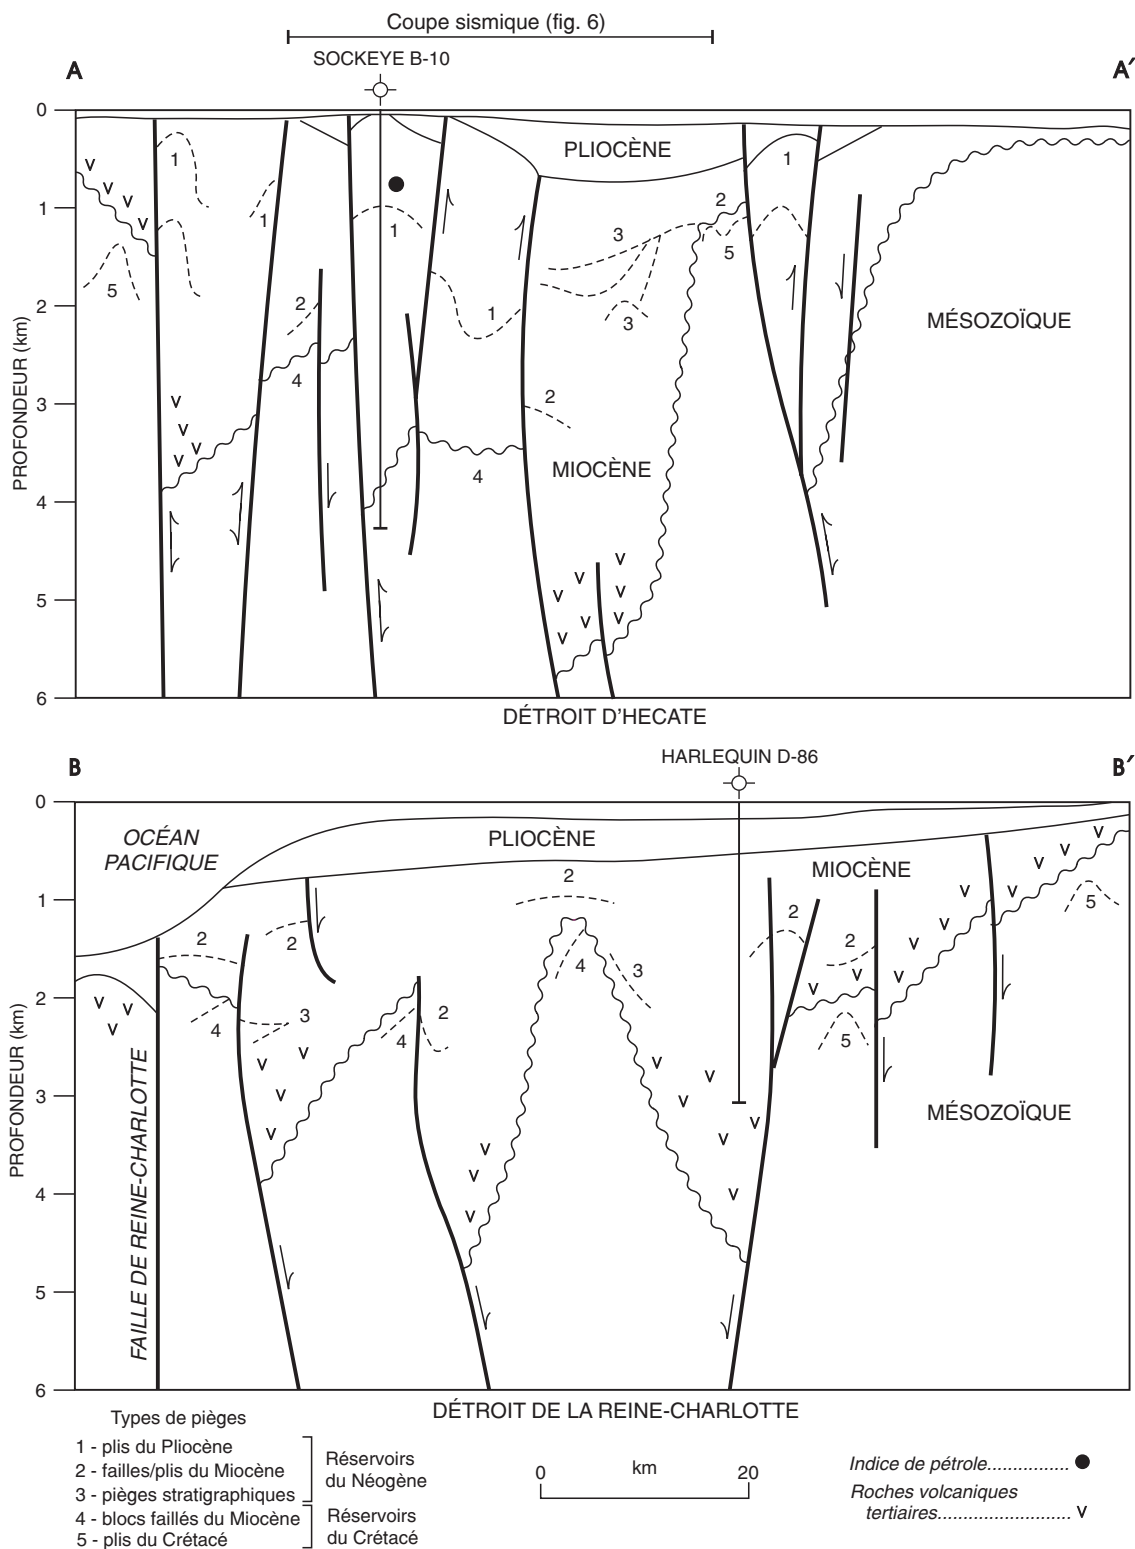 Coupe sismique (fig. 6)
SOCKEYE B-10
A
A′
0
1
2
3
4
5
6
PROFONDEUR (km)
PLIOCÈNE
MIOCÈNE
MÉSOZOÏQUE
1
1
1
1
1
2
2
2
3
3
4
4
5
5
v v v v
v v v v
v v v v v v v
DÉTROIT D'HECATE
B
HARLEQUIN D-86
B′
0
1
2
3
4
5
6
PROFONDEUR (km)
OCÉAN
PACIFIQUE
PLIOCÈNE
MIOCÈNE
MÉSOZOÏQUE
FAILLE DE REINE-CHARLOTTE
2
2
2
2
2
2
3
3
4
4
4
5
5
v v v
v v v v
v v v
v v v v v v
v v v v v v v v
DÉTROIT DE LA REINE-CHARLOTTE
Types de pièges
1 - plis du Pliocène
2 - failles/plis du Miocène
3 - pièges stratigraphiques
Réservoirs
du Néogène
4 - blocs faillés du Miocène
5 - plis du Crétacé
Réservoirs
du Crétacé
0 km 20
Indice de pétrole...............
Roches volcaniques
tertiaires........................ v